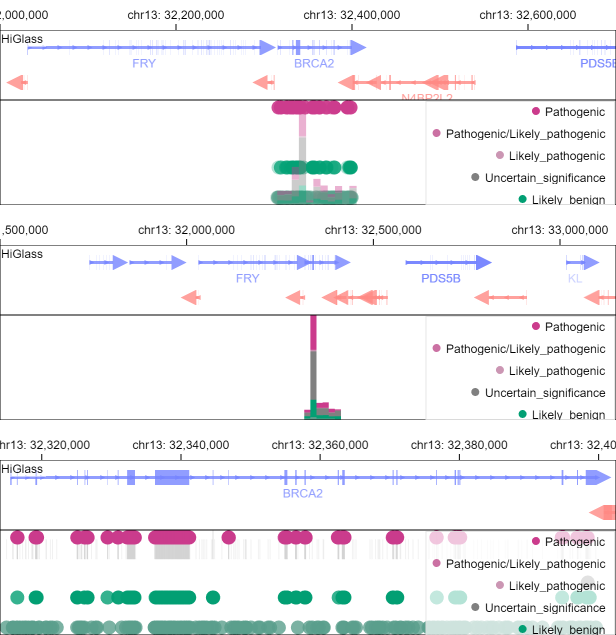 2,000,000 chr13: 32,200,000 chr13: 32,400,000 chr13: 32,600,000
HiGlass
FRY BRCA2 PDS5B
N4BP2L2
Pathogenic
Pathogenic/Likely_pathogenic
Likely_pathogenic
Uncertain_significance
Likely_benign
,500,000 chr13: 32,000,000 chr13: 32,500,000 chr13: 33,000,000
HiGlass
FRY PDS5B KL
Pathogenic
Pathogenic/Likely_pathogenic
Likely_pathogenic
Uncertain_significance
Likely_benign
hr13: 32,320,000 chr13: 32,340,000 chr13: 32,360,000 chr13: 32,380,000 chr13: 32,40
HiGlass
BRCA2
Pathogenic
Pathogenic/Likely_pathogenic
Likely_pathogenic
Uncertain_significance
Likely_benign